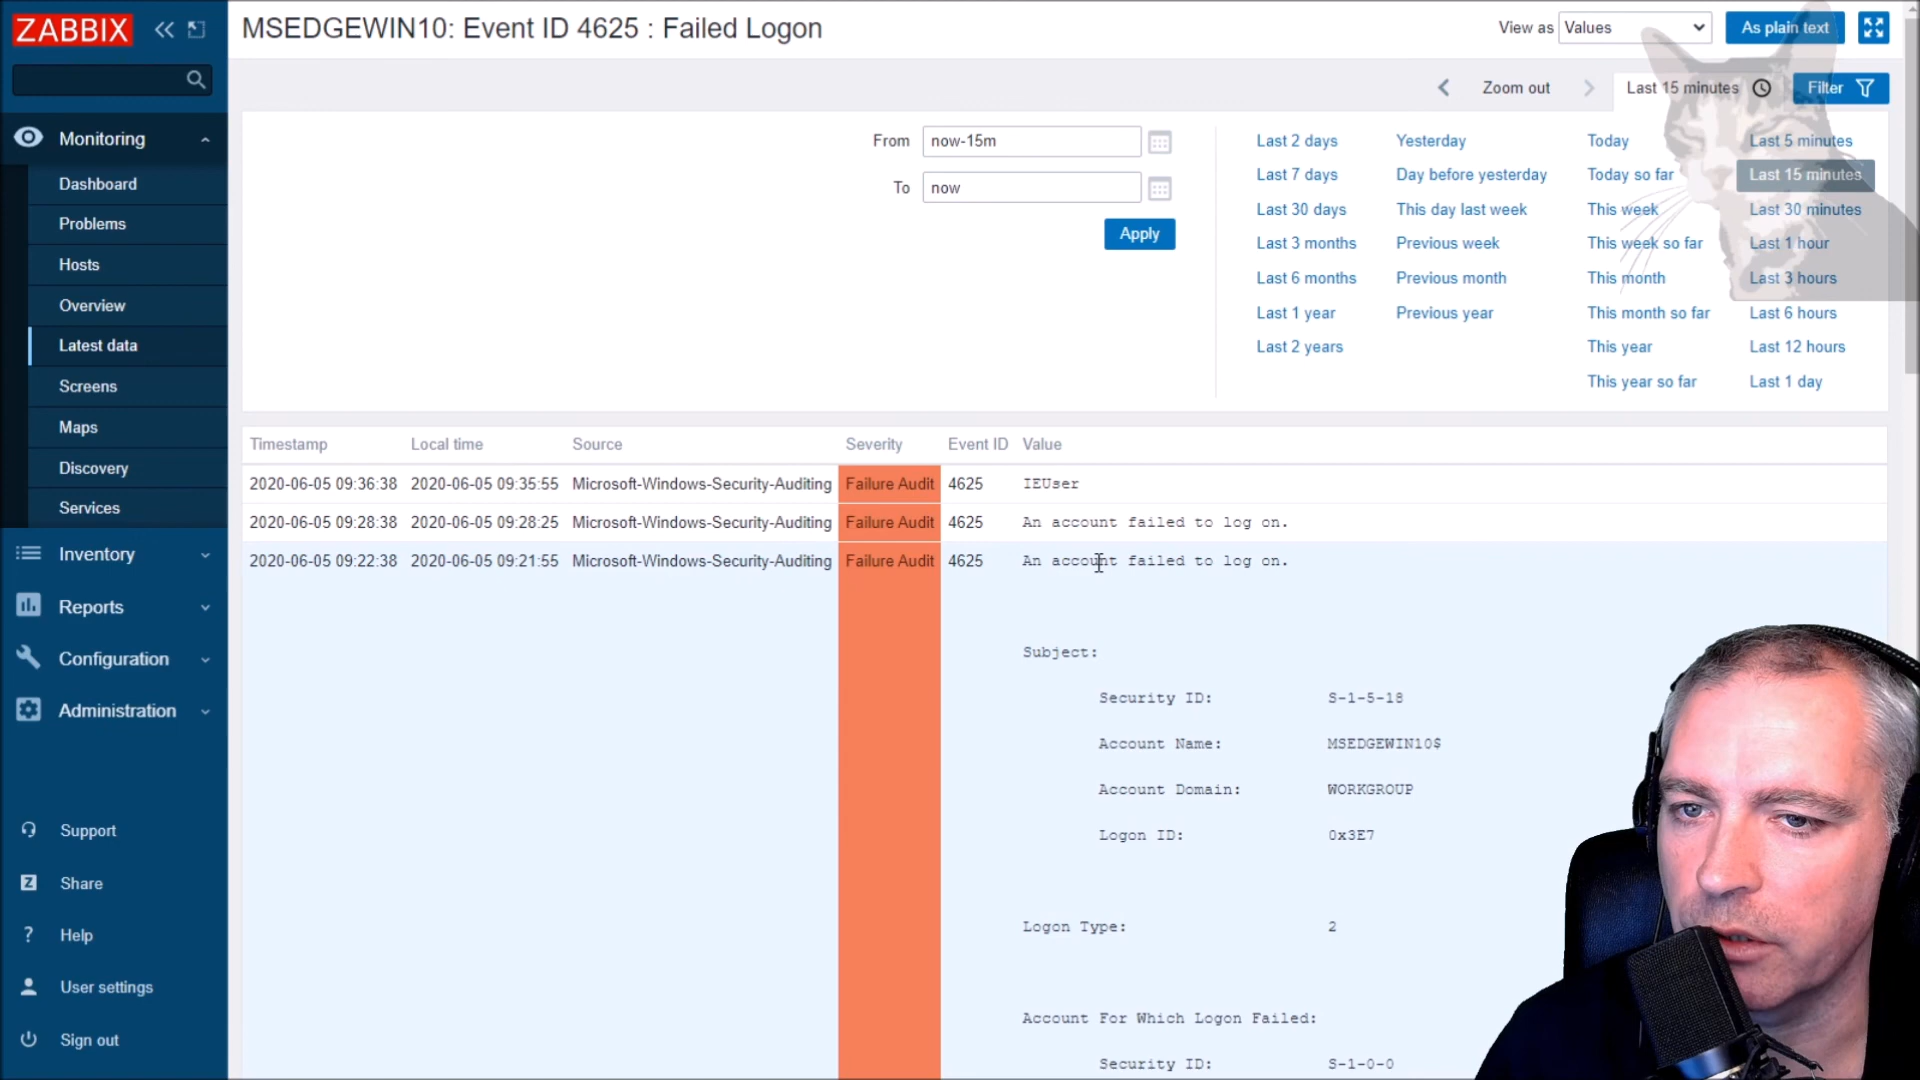 ZABBIX
MSEDGEWIN10: Event ID 4625 : Failed Logon
View as
Values
As plain text
Zoom out
Last 15 minutes
Filter
Monitoring
Dashboard
Problems
Hosts
Overview
Latest data
Screens
Maps
Discovery
Services
Inventory
Reports
Configuration
Administration
Support
Share
Help
User settings
Sign out
From now-15m
To now
Apply
Last 2 days Yesterday Today Last 5 minutes
Last 7 days Day before yesterday Today so far Last 15 minutes
Last 30 days This day last week This week Last 30 minutes
Last 3 months Previous week This week so far Last 1 hour
Last 6 months Previous month This month Last 3 hours
Last 1 year Previous year This month so far Last 6 hours
Last 2 years This year Last 12 hours
This year so far Last 1 day
Timestamp Local time Source Severity Event ID Value
2020-06-05 09:36:38 2020-06-05 09:35:55 Microsoft-Windows-Security-Auditing Failure Audit 4625 IEUser
2020-06-05 09:28:38 2020-06-05 09:28:25 Microsoft-Windows-Security-Auditing Failure Audit 4625 An account failed to log on.
2020-06-05 09:22:38 2020-06-05 09:21:55 Microsoft-Windows-Security-Auditing Failure Audit 4625 An account failed to log on.
Subject:
Security ID: S-1-5-18
Account Name: MSEDGEWIN10$
Account Domain: WORKGROUP
Logon ID: 0x3E7
Logon Type: 2
Account For Which Logon Failed:
Security ID: S-1-0-0